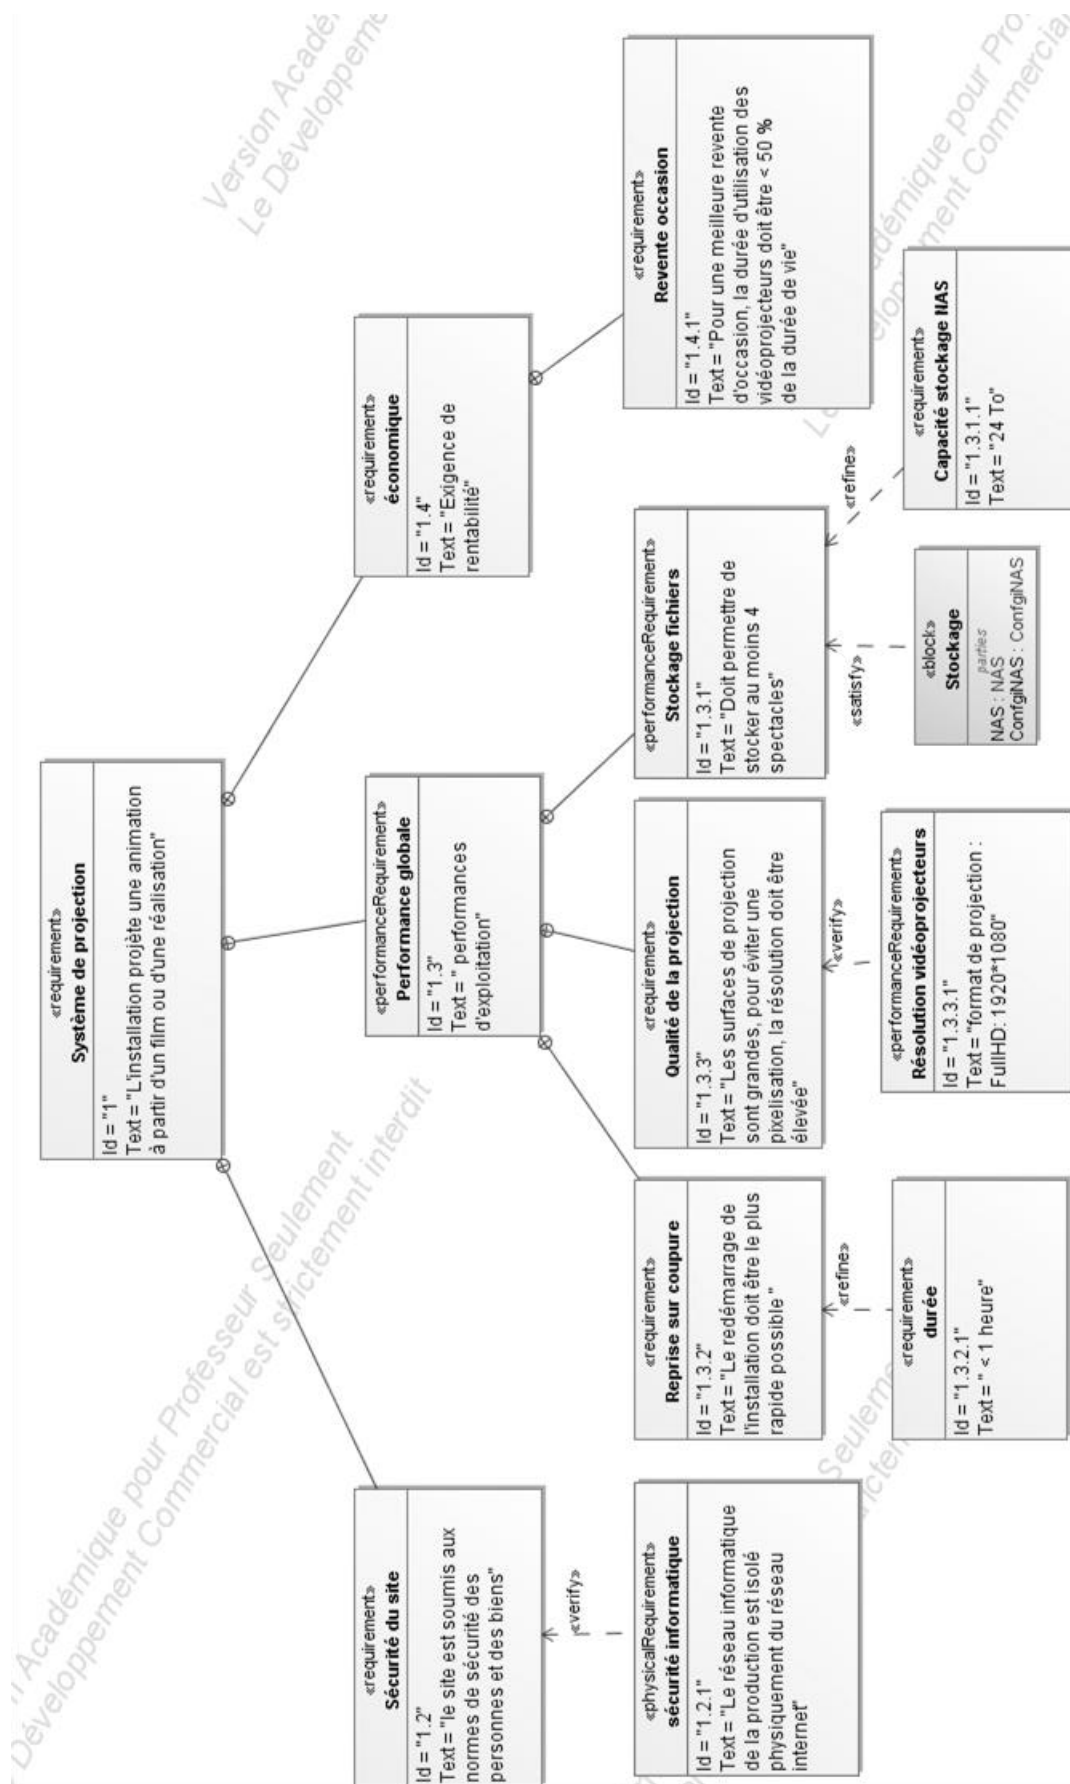 «requirement»
Système de projection
Id = "1"
Text = "L'installation projète une animation
à partir d'un film ou d'une réalisation"
«requirement»
Sécurité du site
Id = "1.2"
Text = "le site est soumis aux
normes de sécurité des
personnes et des biens"
«performanceRequirement»
Performance globale
Id = "1.3"
Text = " performances
d'exploitation"
«requirement»
économique
Id = "1.4"
Text = "Exigence de
rentabilité"
«verify»
«physicalRequirement»
sécurité informatique
Id = "1.2.1"
Text = "Le réseau informatique
de la production est isolé
physiquement du réseau
internet"
«requirement»
Reprise sur coupure
Id = "1.3.2"
Text = "Le redémarrage de
l'installation doit être le plus
rapide possible "
«requirement»
Qualité de la projection
Id = "1.3.3"
Text = "Les surfaces de projection
sont grandes, pour éviter une
pixelisation, la résolution doit être
élevée"
«performanceRequirement»
Stockage fichiers
Id = "1.3.1"
Text = "Doit permettre de
stocker au moins 4
spectacles"
«requirement»
Revente occasion
Id = "1.4.1"
Text = "Pour une meilleure revente
d'occasion, la durée d'utilisation des
vidéoprojecteurs doit être < 50 %
de la durée de vie"
«refine»
«verify»
«satisfy»
«refine»
«requirement»
durée
Id = "1.3.2.1"
Text = " < 1 heure"
«performanceRequirement»
Résolution vidéoprojecteurs
Id = "1.3.3.1"
Text = "format de projection :
FullHD: 1920*1080"
«block»
Stockage
parties
NAS : NAS
ConfgiNAS : ConfgiNAS
«requirement»
Capacité stockage NAS
Id = "1.3.1.1"
Text = "24 To"
Académique pour Professeur Seulement
Développement Commercial est strictement interdit
Version
Le